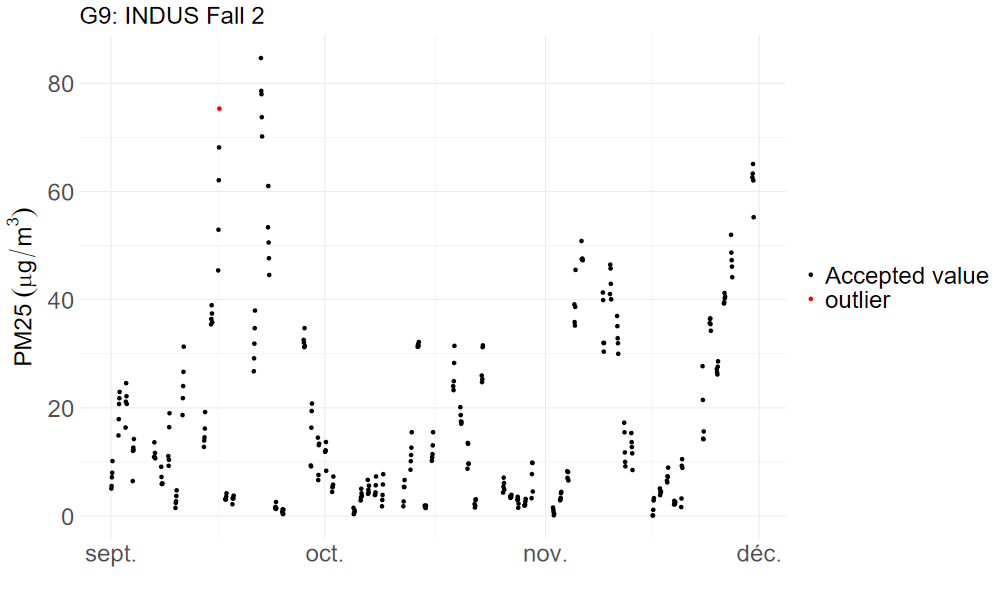 G9: INDUS Fall 2
PM25 (μg/m³)
80
60
40
20
0
sept.
oct.
nov.
déc.
Accepted value
outlier